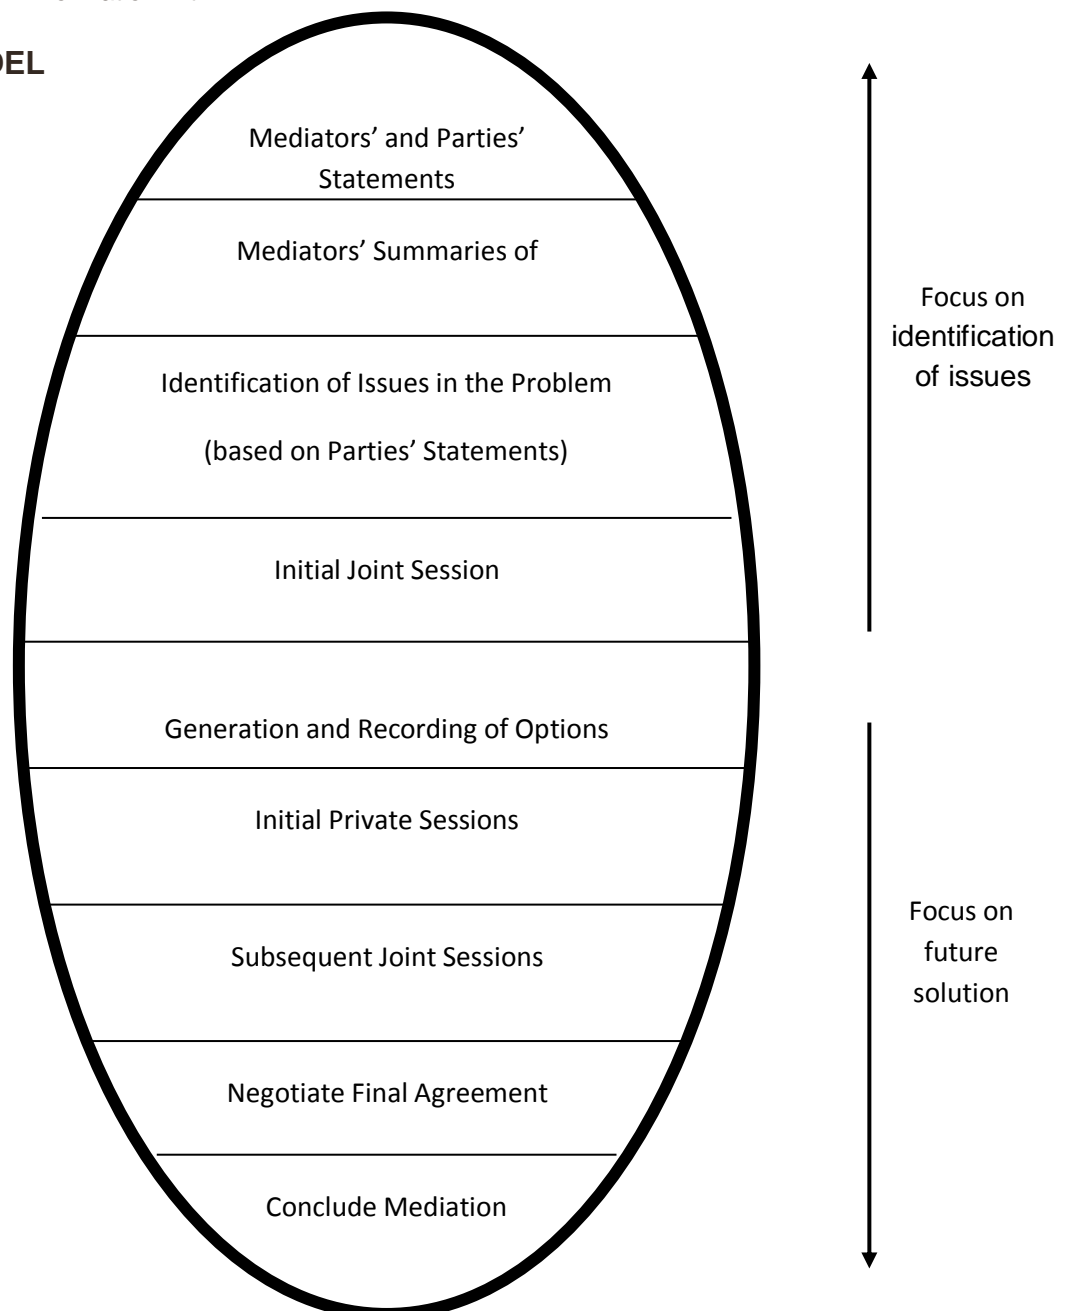 DEL
Mediators’ and Parties’
Statements
Mediators’ Summaries of
Identification of Issues in the Problem
(based on Parties’ Statements)
Initial Joint Session
Generation and Recording of Options
Initial Private Sessions
Subsequent Joint Sessions
Negotiate Final Agreement
Conclude Mediation
Focus on
identification
of issues
Focus on
future
solution